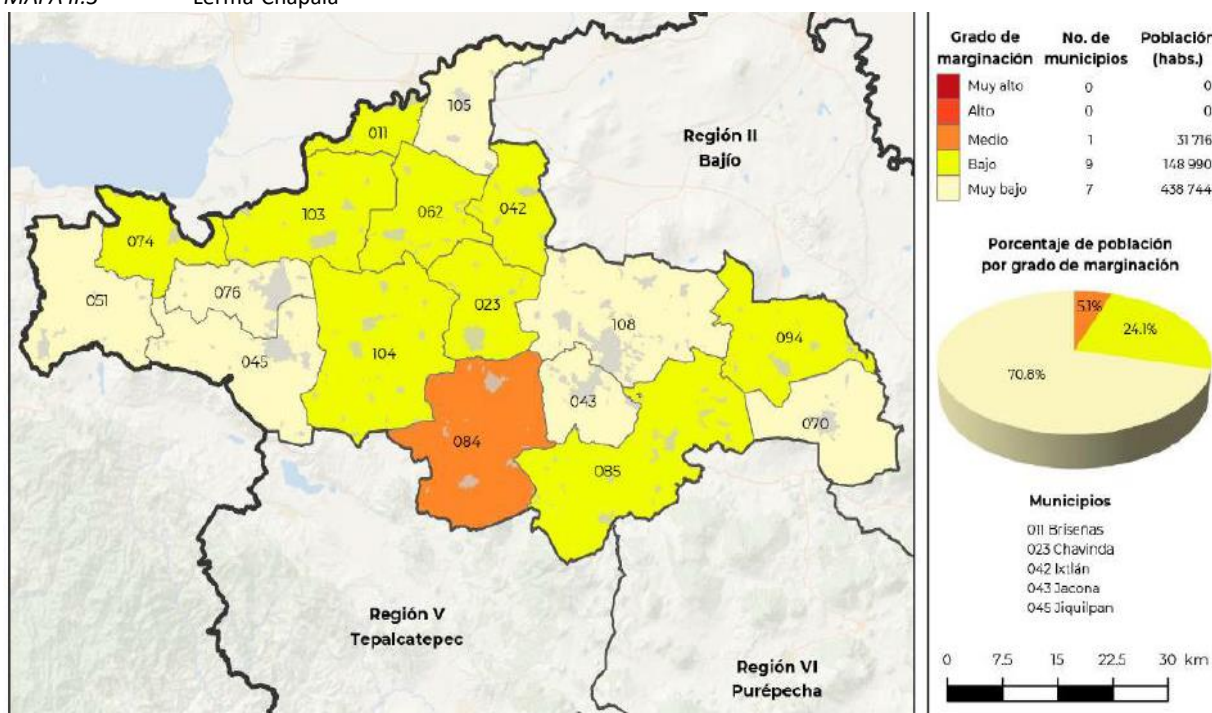 MAPA II.3 Lerma-Chapala
105
011
Región II
Bajío
103
062
042
074
076
051
023
108
094
104
045
043
070
084
085
Región V
Tepalcatepec
Región VI
Purépecha
Grado de marginación No. de municipios Población (habs.)
Muy alto 0 0
Alto 0 0
Medio 1 31 716
Bajo 9 148 990
Muy bajo 7 438 744
Porcentaje de población
por grado de marginación
5.1%
24.1%
70.8%
Municipios
011 Briseñas
023 Chavinda
042 Ixtlán
043 Jacona
045 Jiquilpan
0 7.5 15 22.5 30 km